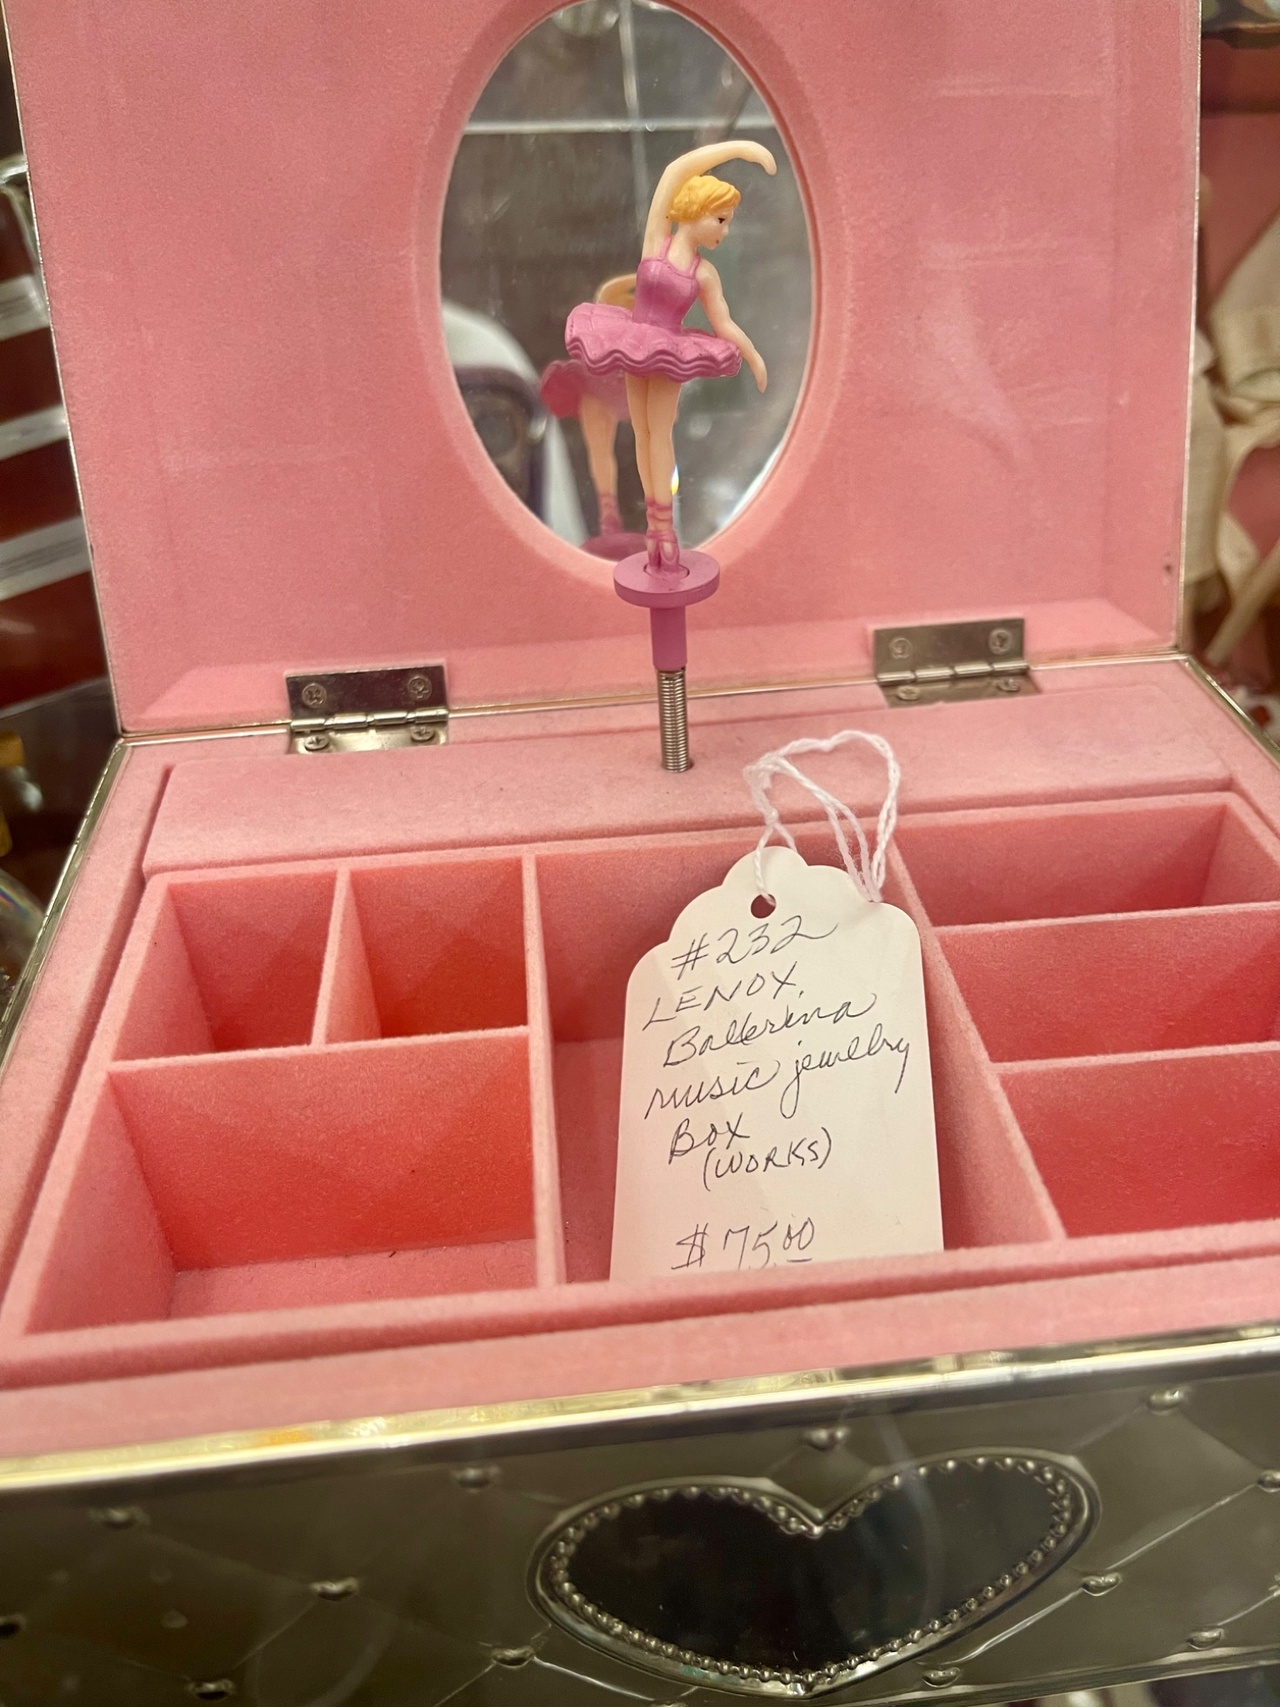 #232
LENOX,
Ballerina
music jewelry
Box
(WORKS)
$75.00